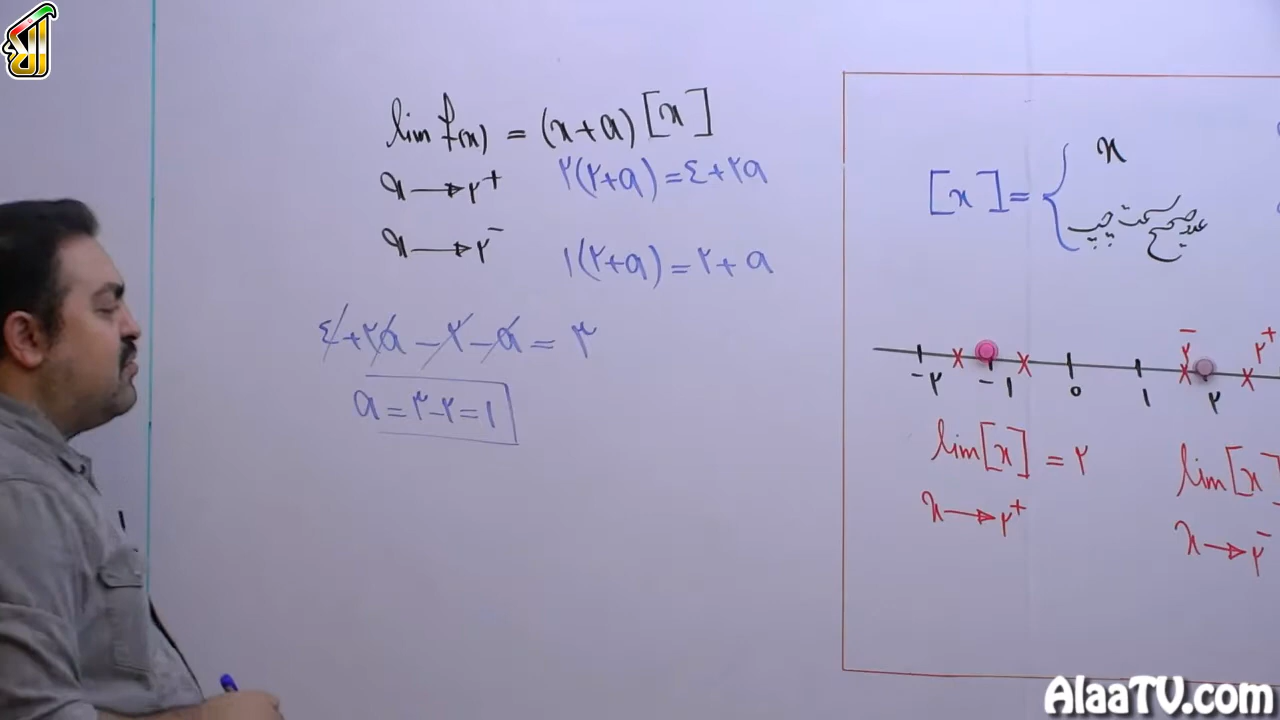 lim f(x) = (x+a)[x]
x → ۲⁺ ۲(۲+a)=٤+۲a
x → ۲⁻ ۱(۲+a)=۲+a
٤+۲a-۲-a=۳
a=۳-۲=۱
[x]= { x
عدد صحیح سمت چپ
۲⁻ ۲⁺
-۲ -۱ ۰ ۱ ۲
lim[x] = ۲
x → ۲⁺
lim[x]
x → ۲⁻
AlaaTV.com